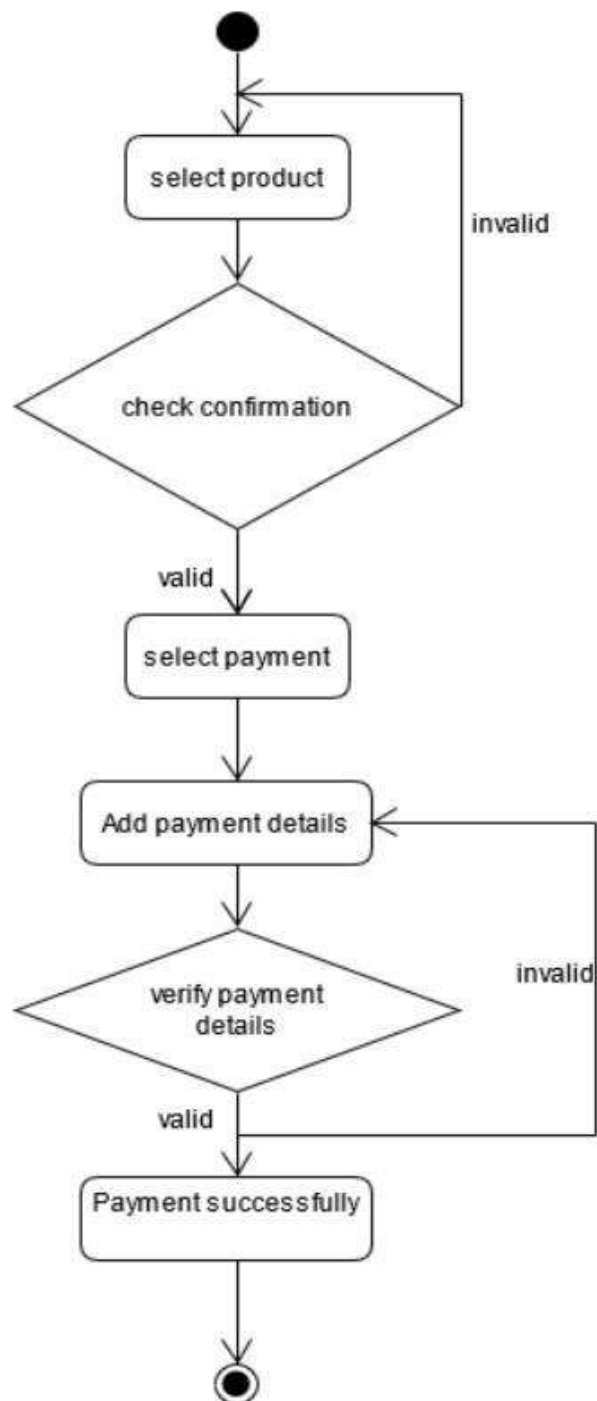 select product
invalid
check confirmation
valid
select payment
Add payment details
invalid
verify payment
details
valid
Payment successfully